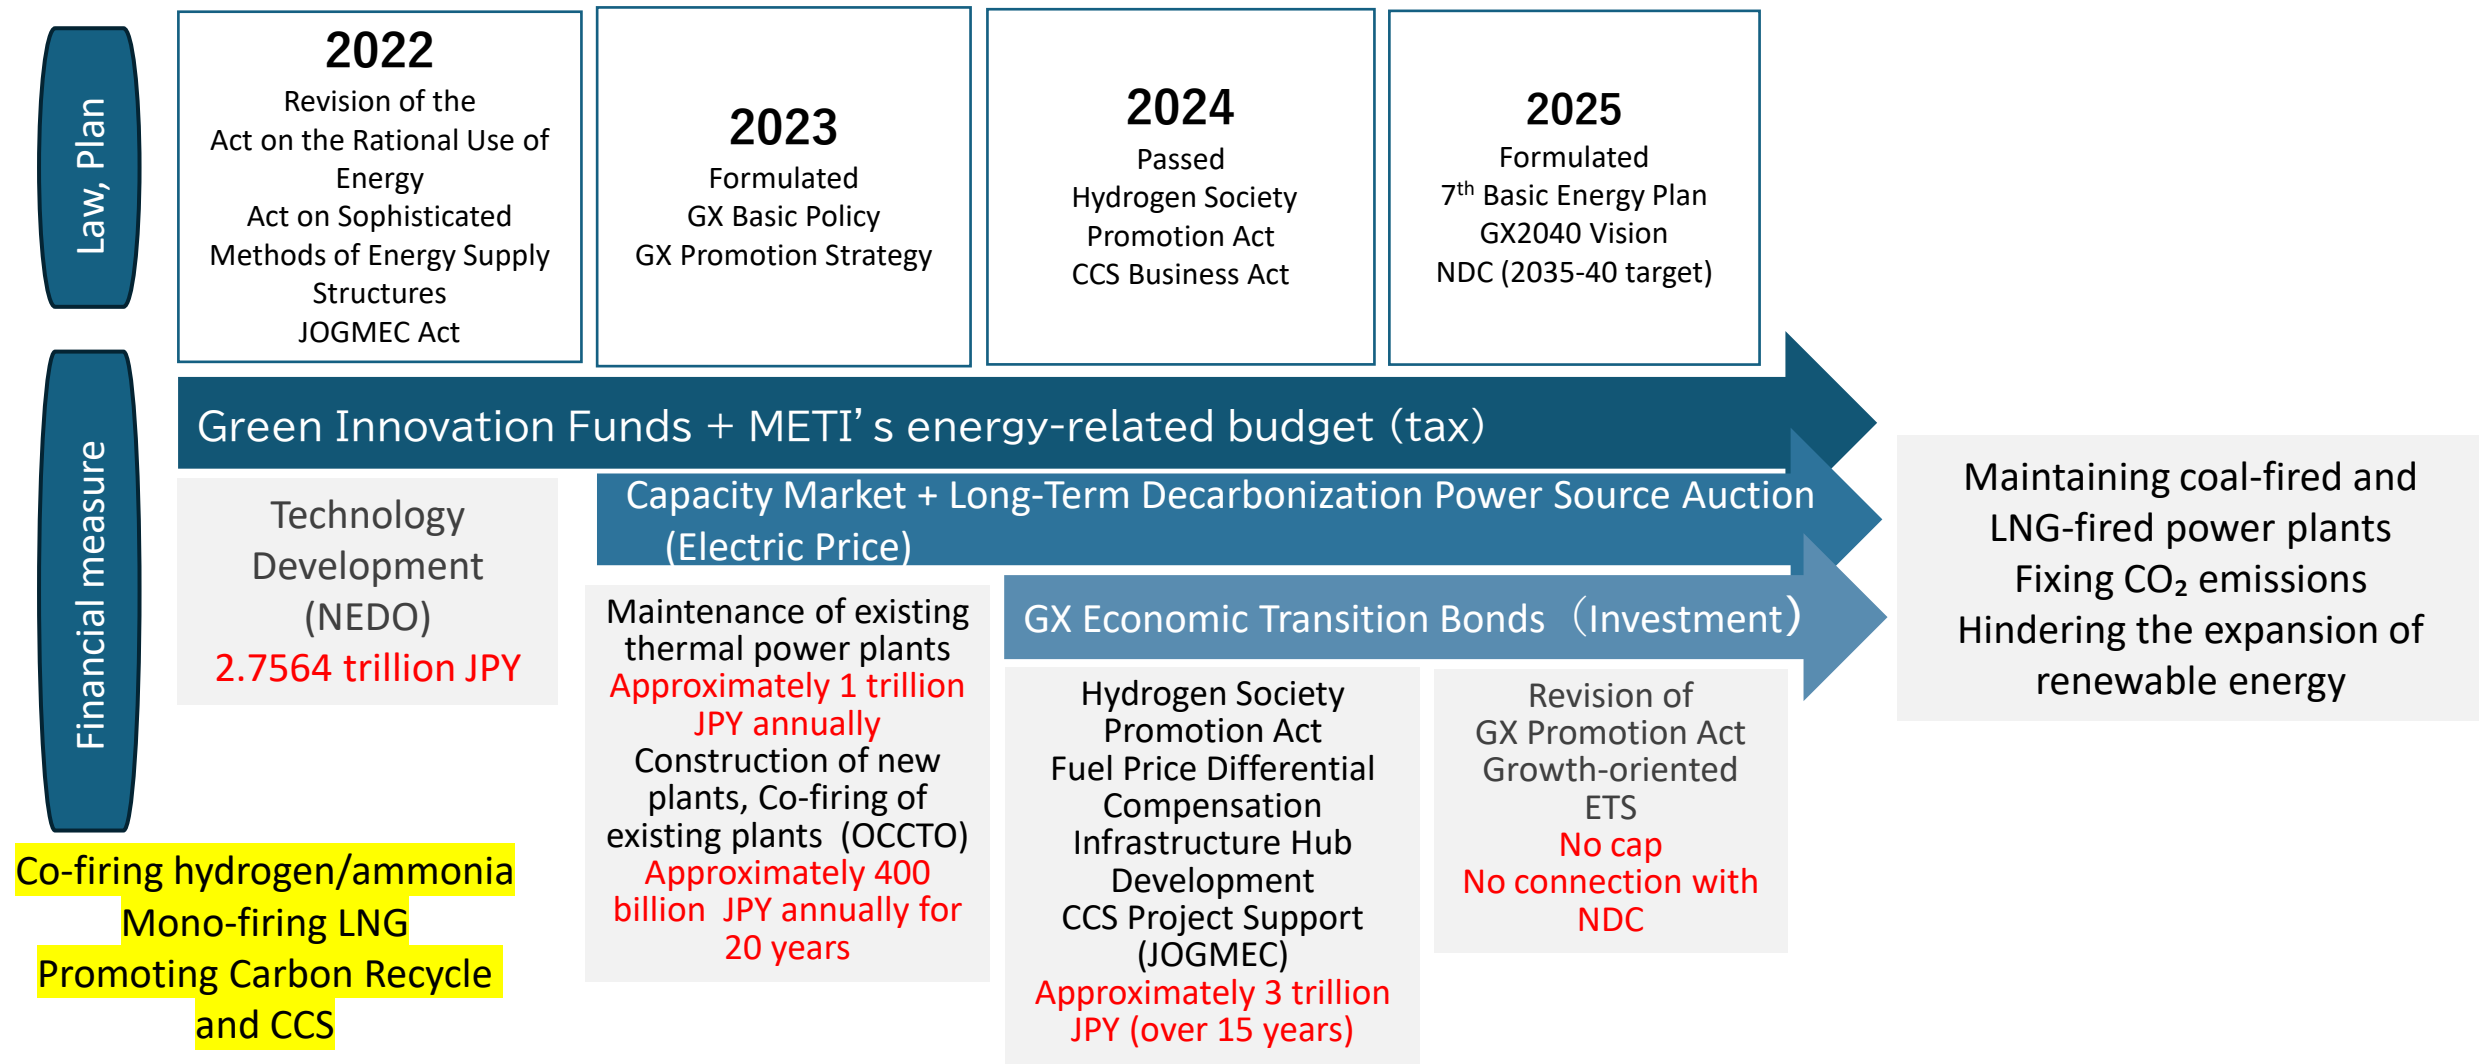 Law, Plan
2022
Revision of the
Act on the Rational Use of
Energy
Act on Sophisticated
Methods of Energy Supply
Structures
JOGMEC Act
2023
Formulated
GX Basic Policy
GX Promotion Strategy
2024
Passed
Hydrogen Society
Promotion Act
CCS Business Act
2025
Formulated
7th Basic Energy Plan
GX2040 Vision
NDC (2035-40 target)
Financial measure
Green Innovation Funds + METI’s energy-related budget (tax)
Technology
Development
(NEDO)
2.7564 trillion JPY
Capacity Market + Long-Term Decarbonization Power Source Auction
(Electric Price)
Maintenance of existing
thermal power plants
Approximately 1 trillion
JPY annually
Construction of new
plants, Co-firing of
existing plants (OCCTO)
Approximately 400
billion JPY annually for
20 years
GX Economic Transition Bonds（Investment)
Hydrogen Society
Promotion Act
Fuel Price Differential
Compensation
Infrastructure Hub
Development
CCS Project Support
(JOGMEC)
Approximately 3 trillion
JPY (over 15 years)
Revision of
GX Promotion Act
Growth-oriented
ETS
No cap
No connection with
NDC
Maintaining coal-fired and
LNG-fired power plants
Fixing CO₂ emissions
Hindering the expansion of
renewable energy
Co-firing hydrogen/ammonia
Mono-firing LNG
Promoting Carbon Recycle
and CCS